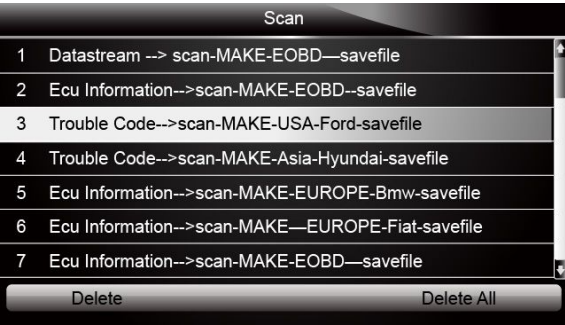 Scan
1 Datastream --> scan-MAKE-EOBD—savefile
2 Ecu Information-->scan-MAKE-EOBD--savefile
3 Trouble Code-->scan-MAKE-USA-Ford-savefile
4 Trouble Code-->scan-MAKE-Asia-Hyundai-savefile
5 Ecu Information-->scan-MAKE-EUROPE-Bmw-savefile
6 Ecu Information-->scan-MAKE—EUROPE-Fiat-savefile
7 Ecu Information-->scan-MAKE-EOBD—savefile
Delete Delete All